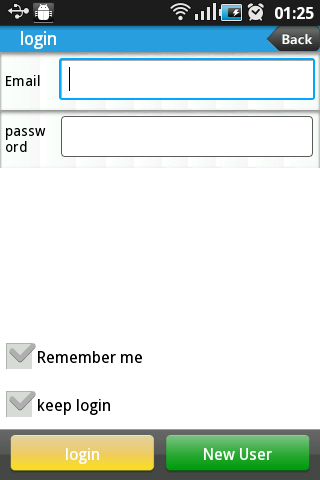 01:25
login
Back
Email
passw
ord
Remember me
keep login
login
New User